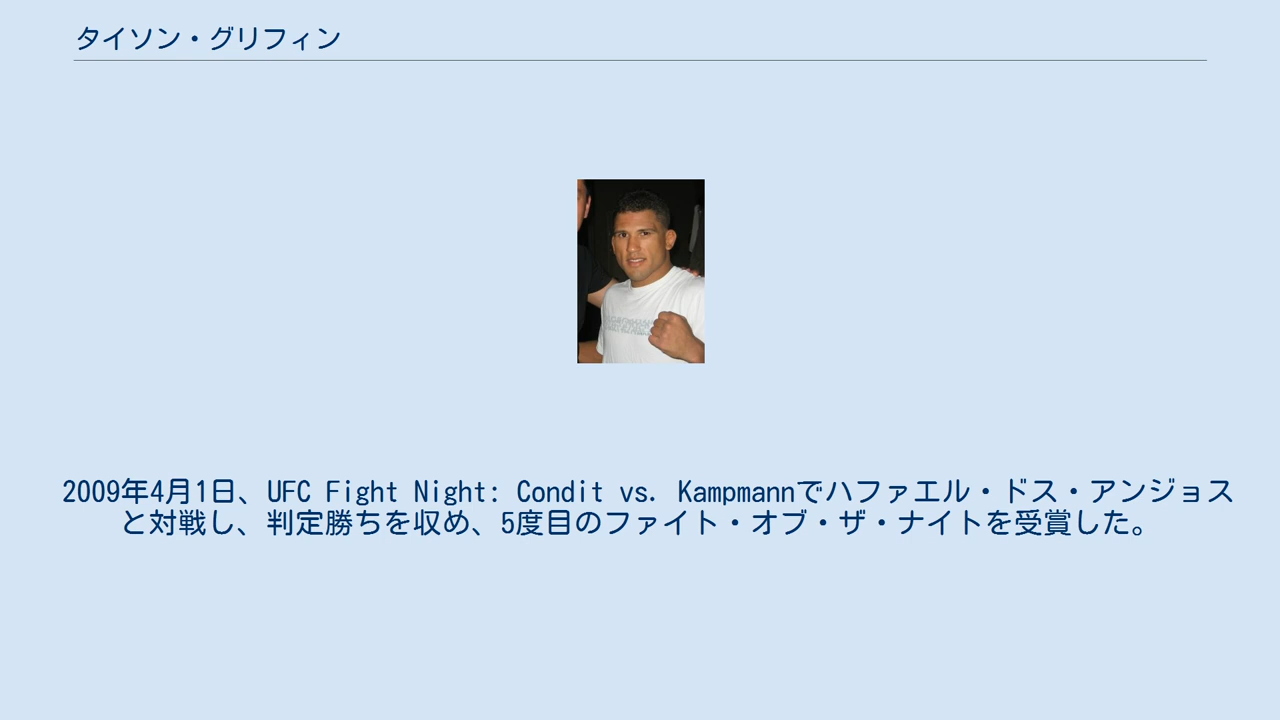 タイソン・グリフィン
2009年4月1日、UFC Fight Night: Condit vs. Kampmannでハファエル・ドス・アンジョス
と対戦し、判定勝ちを収め、5度目のファイト・オブ・ザ・ナイトを受賞した。